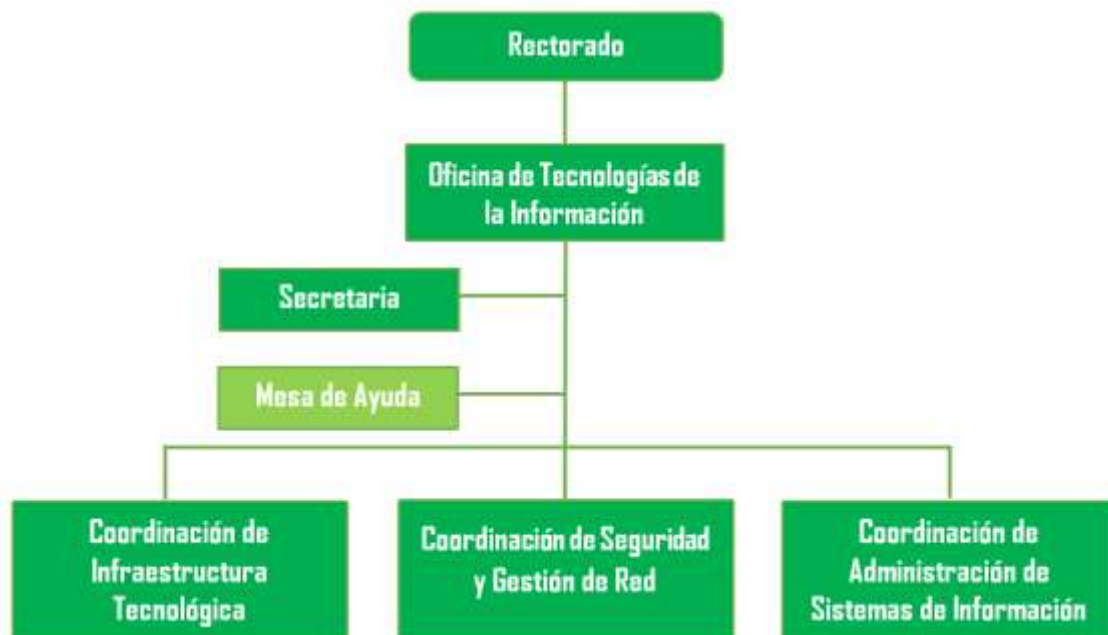 Rectorado
Oficina de Tecnologías de
la Información
Secretaria
Mesa de Ayuda
Coordinación de
Infraestructura
Tecnológica
Coordinación de Seguridad
y Gestión de Red
Coordinación de
Administración de
Sistemas de Información